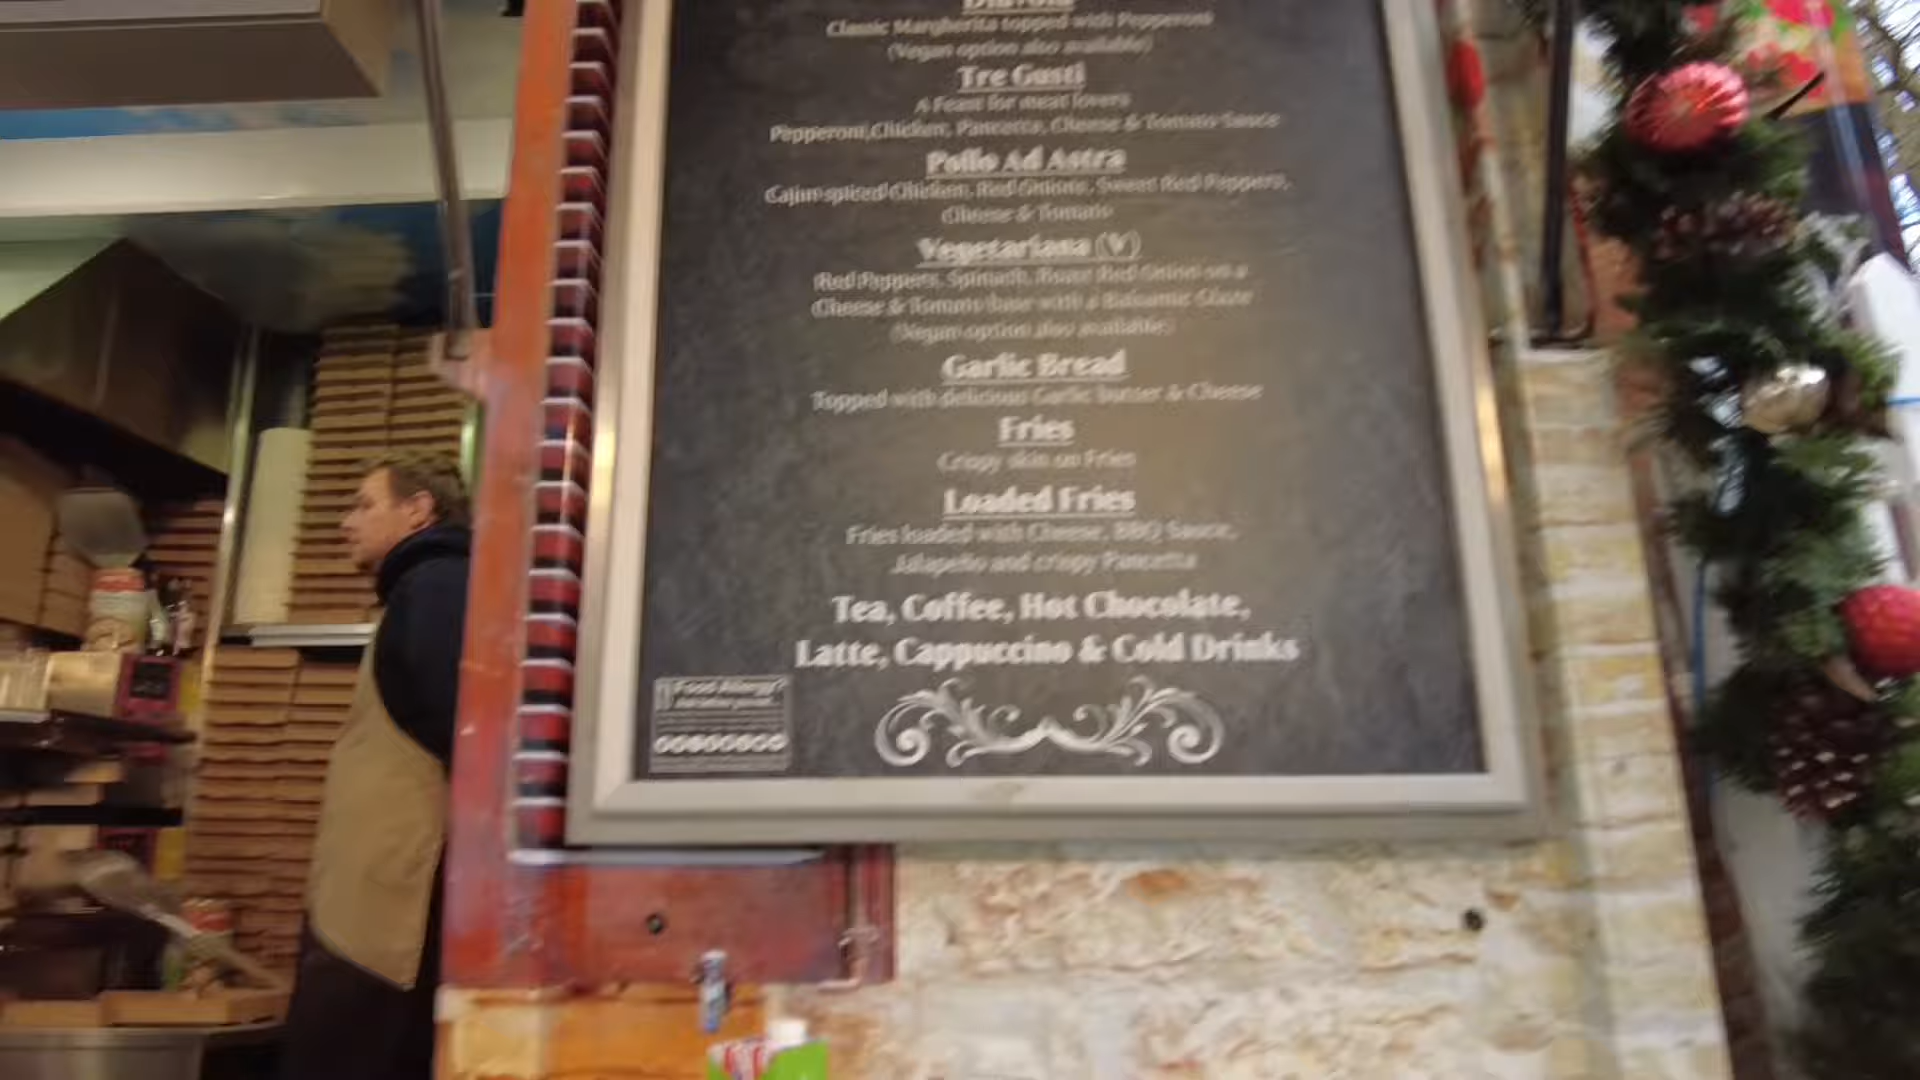 Diavola
Classic Margherita topped with Pepperoni
(Vegan option also available)
Tre Gusti
A Feast for meat lovers
Pepperoni,Chicken, Pancetta, Cheese & Tomato Sauce
Pollo Ad Astra
Cajun spiced Chicken, Red Onions, Sweet Red Peppers,
Cheese & Tomato
Vegetariana (V)
Red Peppers, Spinach, Roast Red Onion on a
Cheese & Tomato base with a Balsamic Glaze
(Vegan option also available)
Garlic Bread
Topped with delicious Garlic butter & Cheese
Fries
Crispy skin on Fries
Loaded Fries
Fries loaded with Cheese, BBQ Sauce,
Jalapeño and crispy Pancetta
Tea, Coffee, Hot Chocolate,
Latte, Cappuccino & Cold Drinks
Food Allergy?